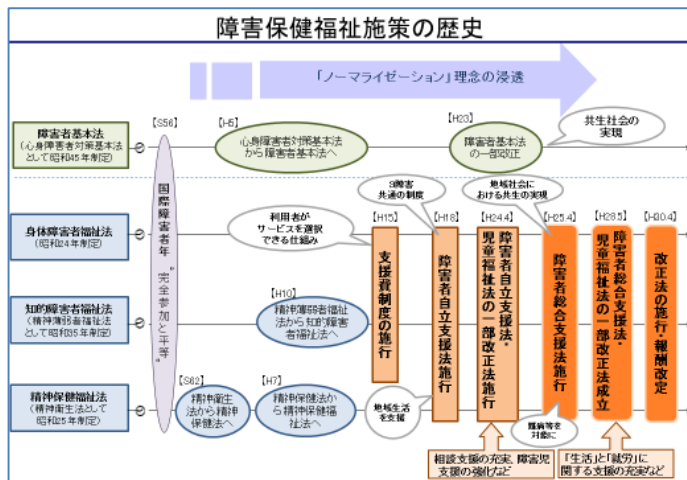 障害保健福祉施策の歴史
「ノーマライゼーション」理念の浸透
障害者基本法
(心身障害者対策基本法
として昭和45年制定)
【S56】
国際障害者年
"完全参加と平等"
【H5】
心身障害者対策基本法
から障害者基本法へ
【H23】
障害者基本法
の一部改正
共生社会の
実現
身体障害者福祉法
(昭和24年制定)
利用者が
サービスを選択
できる仕組み
3障害
共通の制度
地域社会に
おける共生の実現
【H15】
支援費制度の施行
【H18】
障害者自立支援法施行
【H24.4】
障害者自立支援法・
児童福祉法の一部改正法施行
【H25.4】
障害者総合支援法施行
【H28.5】
障害者総合支援法・
児童福祉法の一部改正法成立
【H30.4】
改正法の施行・報酬改定
知的障害者福祉法
(精神薄弱者福祉法
として昭和35年制定)
【H10】
精神薄弱者福祉
法から知的障害
者福祉法へ
精神保健福祉法
(精神衛生法として
昭和25年制定)
【S62】
精神衛生
法から精神
保健法へ
【H7】
精神保健法か
ら精神保健福
祉法へ
地域生活
を支援
難病等を
対象に
相談支援の充実、障害児
支援の強化など
「生活」と「就労」に
関する支援の充実など